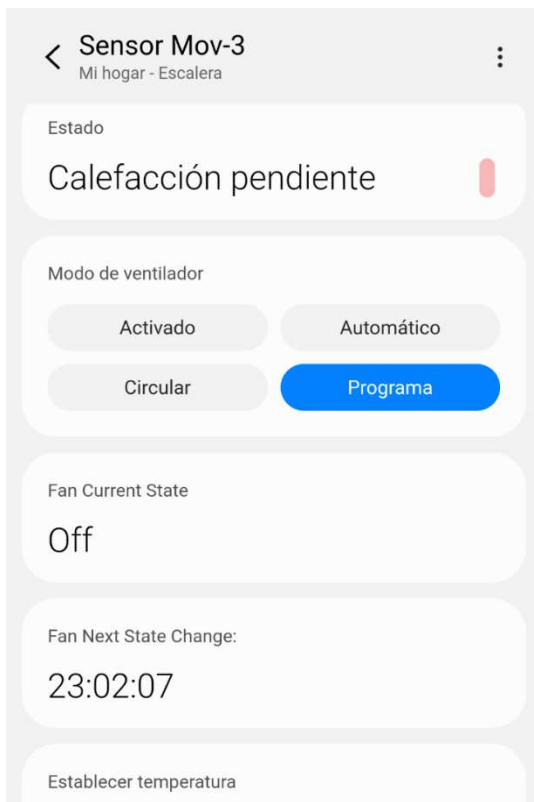 Sensor Mov-3
Mi hogar - Escalera
Estado
Calefacción pendiente
Modo de ventilador
Activado
Automático
Circular
Programa
Fan Current State
Off
Fan Next State Change:
23:02:07
Establecer temperatura